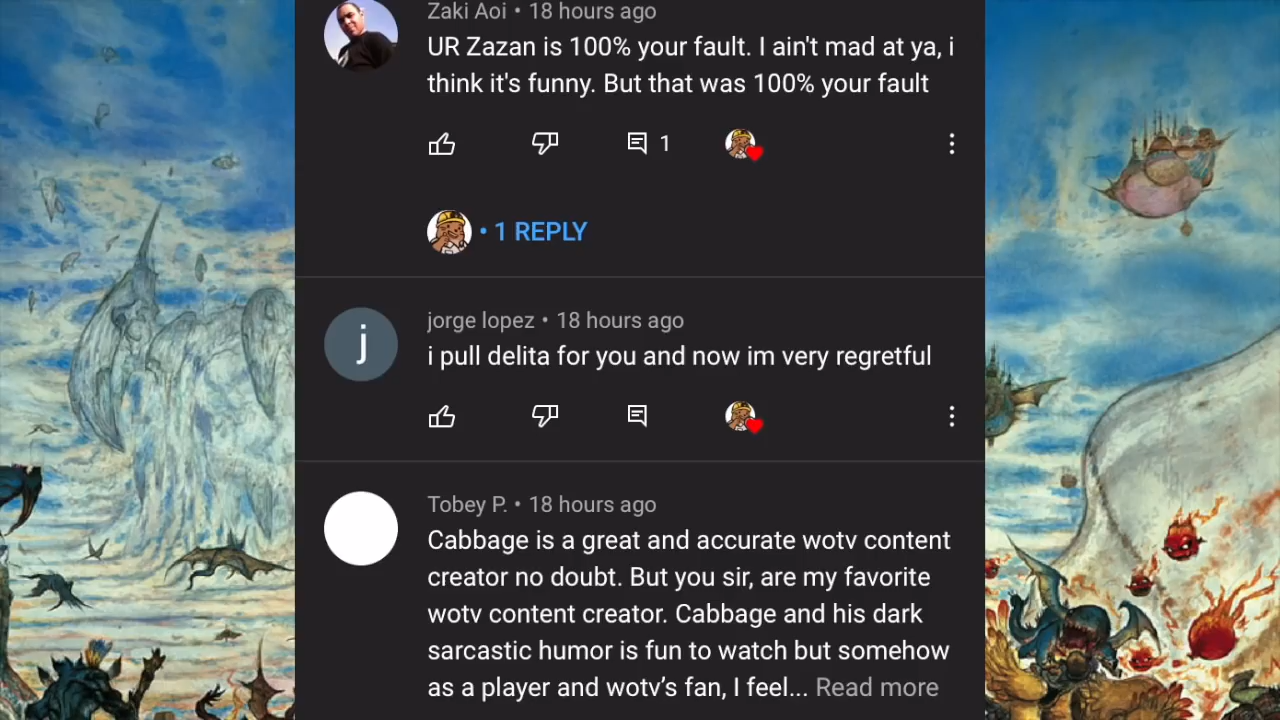 Zaki Aoi • 18 hours ago
UR Zazan is 100% your fault. I ain't mad at ya, i
think it's funny. But that was 100% your fault
1
• 1 REPLY
jorge lopez • 18 hours ago
j
i pull delita for you and now im very regretful
Tobey P. • 18 hours ago
Cabbage is a great and accurate wotv content
creator no doubt. But you sir, are my favorite
wotv content creator. Cabbage and his dark
sarcastic humor is fun to watch but somehow
as a player and wotv’s fan, I feel... Read more